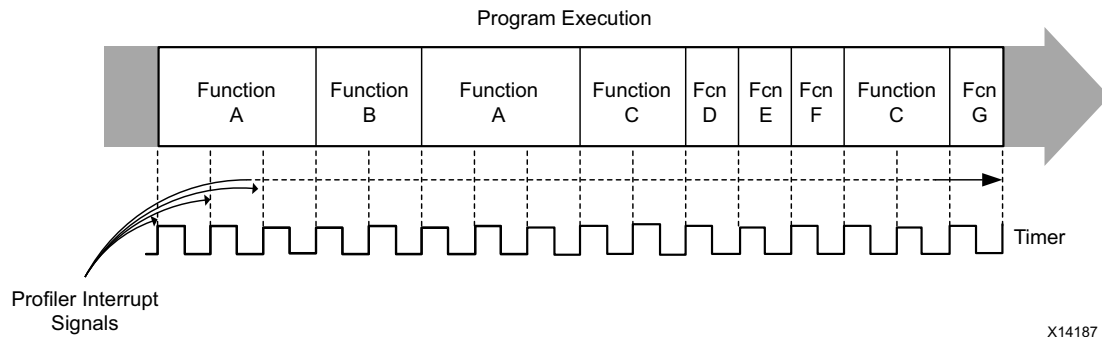 Program Execution
Function
A
Function
B
Function
A
Function
C
Fcn
D
Fcn
E
Fcn
F
Function
C
Fcn
G
Timer
Profiler Interrupt
Signals
X14187